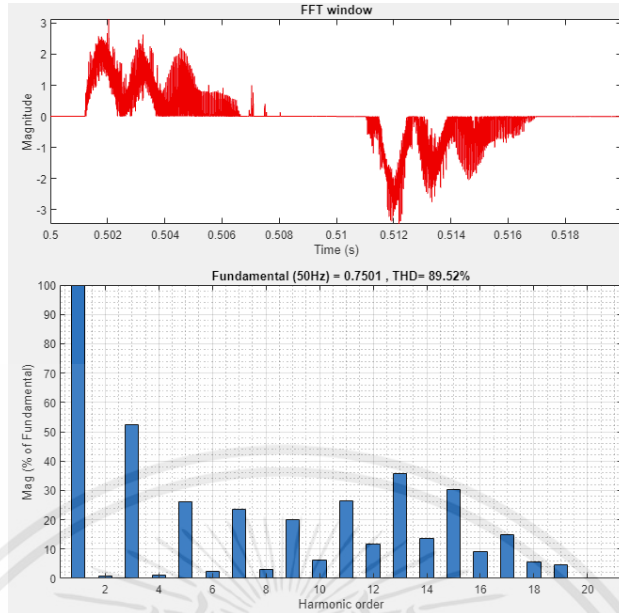 FFT window
3
2
1
0
-1
-2
-3
Magnitude
0.5 0.502 0.504 0.506 0.508 0.51 0.512 0.514 0.516 0.518
Time (s)
Fundamental (50Hz) = 0.7501 , THD= 89.52%
100
90
80
70
60
50
40
30
20
10
0
Mag (% of Fundamental)
2 4 6 8 10 12 14 16 18 20
Harmonic order